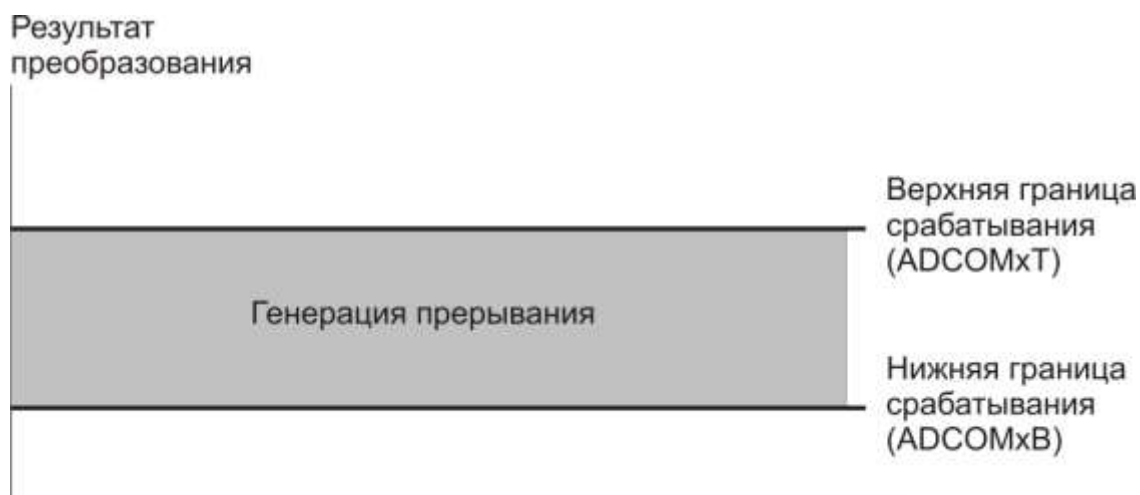 Результат
преобразования
Верхняя граница
срабатывания
(ADCOMxT)
Генерация прерывания
Нижняя граница
срабатывания
(ADCOMxB)